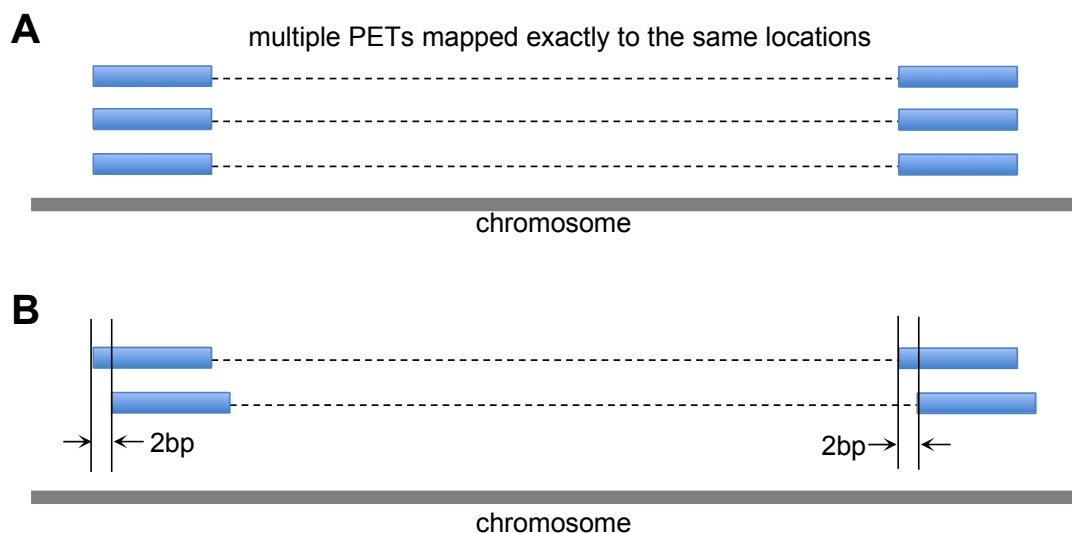 A
multiple PETs mapped exactly to the same locations
chromosome
B
2bp
2bp
chromosome